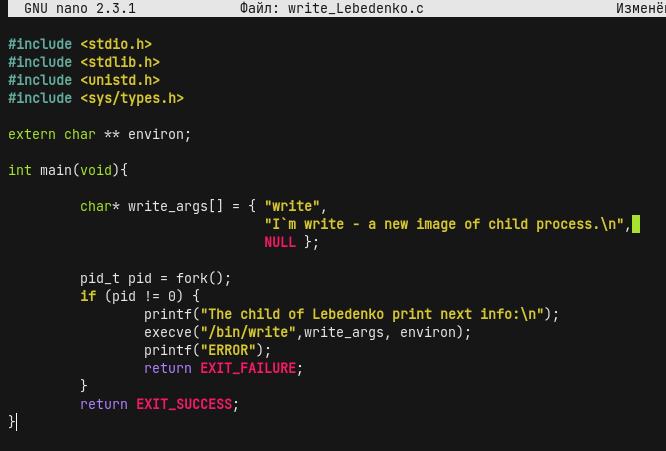 GNU nano 2.3.1 Файл: write_Lebedenko.c Изменён
#include <stdio.h>
#include <stdlib.h>
#include <unistd.h>
#include <sys/types.h>
extern char ** environ;
int main(void){
char* write_args[] = { "write",
"I`m write - a new image of child process.\n",
NULL };
pid_t pid = fork();
if (pid != 0) {
printf("The child of Lebedenko print next info:\n");
execve("/bin/write",write_args, environ);
printf("ERROR");
return EXIT_FAILURE;
}
return EXIT_SUCCESS;
}